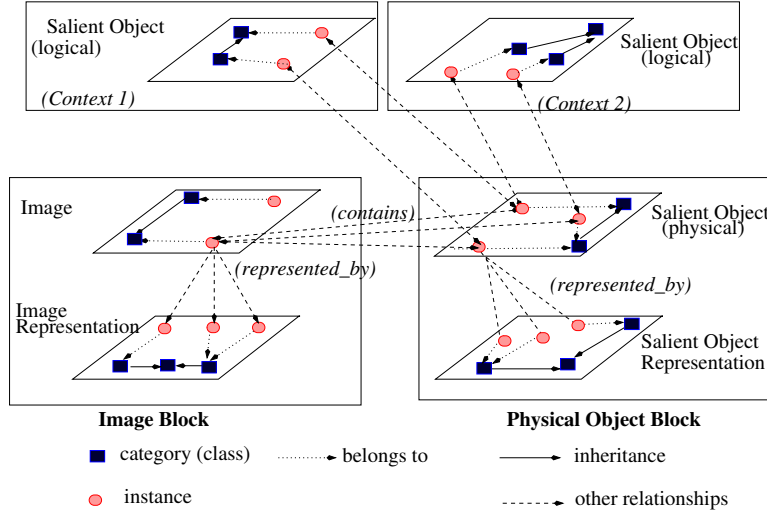 Salient Object
(logical)
(Context 1)
Salient Object
(logical)
(Context 2)
Image
(contains)
Salient Object
(physical)
(represented_by)
(represented_by)
Image
Representation
Salient Object
Representation
Image Block
Physical Object Block
category (class)
belongs to
inheritance
instance
other relationships